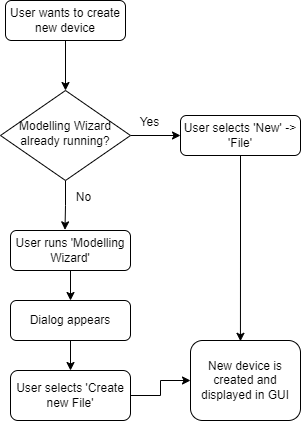 User wants to create
new device
Modelling Wizard
already running?
Yes
User selects 'New' ->
'File'
No
User runs 'Modelling
Wizard'
Dialog appears
User selects 'Create
new File'
New device is
created and
displayed in GUI